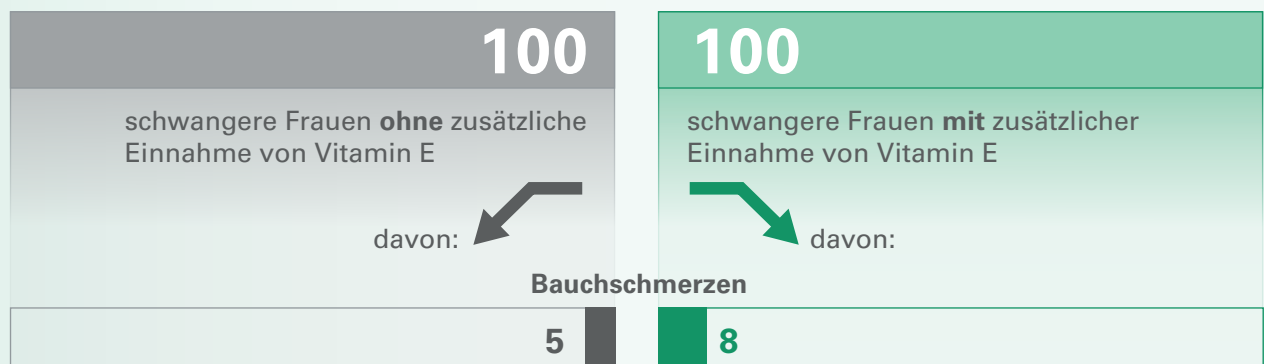 100
schwangere Frauen ohne zusätzliche
Einnahme von Vitamin E
davon:
100
schwangere Frauen mit zusätzlicher
Einnahme von Vitamin E
davon:
Bauchschmerzen
5
8